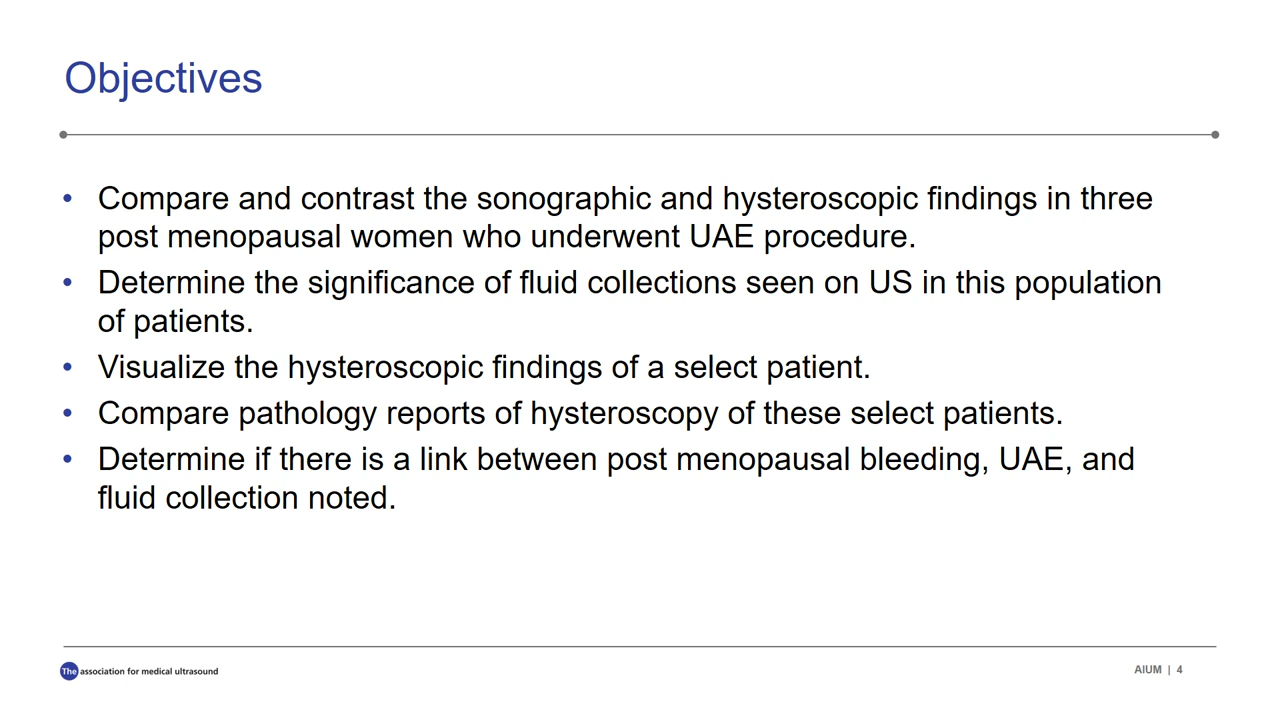 Objectives
• Compare and contrast the sonographic and hysteroscopic findings in three
post menopausal women who underwent UAE procedure.
• Determine the significance of fluid collections seen on US in this population
of patients.
• Visualize the hysteroscopic findings of a select patient.
• Compare pathology reports of hysteroscopy of these select patients.
• Determine if there is a link between post menopausal bleeding, UAE, and
fluid collection noted.
The association for medical ultrasound
AIUM | 4